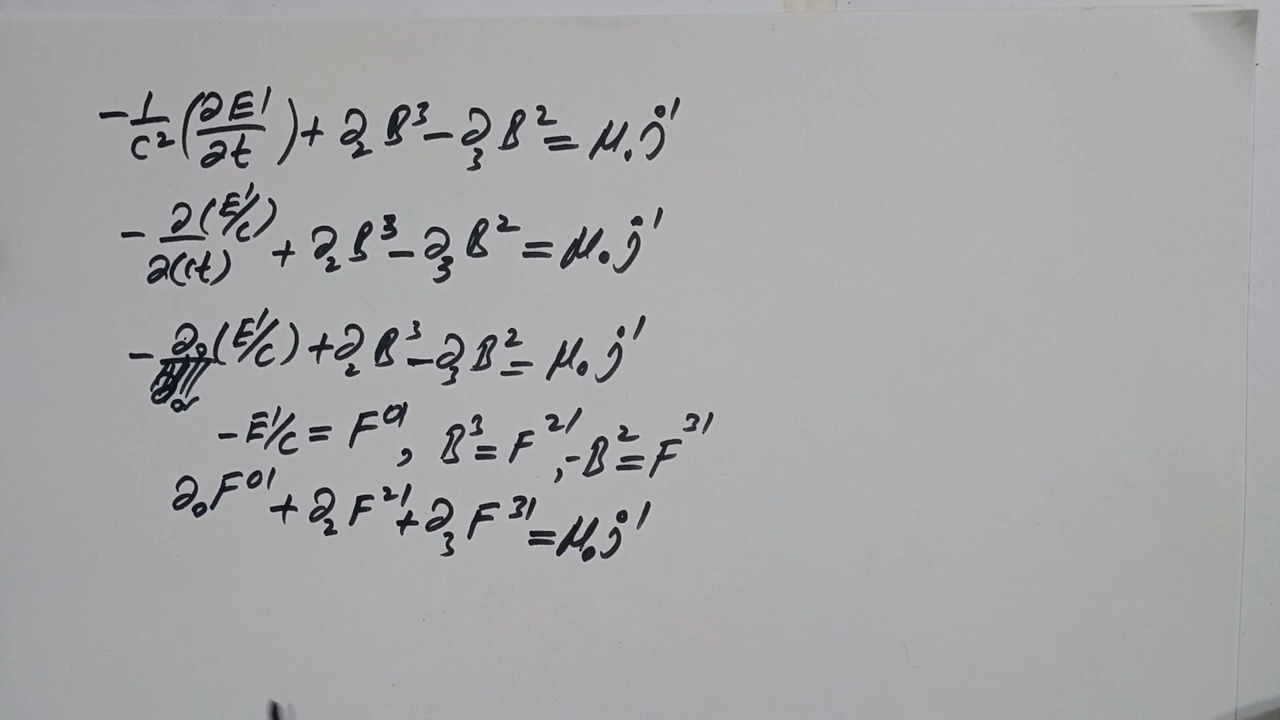 -1/c² (∂E¹/∂t) + ∂₂B³ - ∂₃B² = μ₀j¹
-∂(E¹/c)/∂(ct) + ∂₂B³ - ∂₃B² = μ₀j¹
-∂₀(E¹/c) + ∂₂B³ - ∂₃B² = μ₀j¹
-E¹/c = F⁰¹, B³ = F²¹, -B² = F³¹
∂₀F⁰¹ + ∂₂F²¹ + ∂₃F³¹ = μ₀j¹